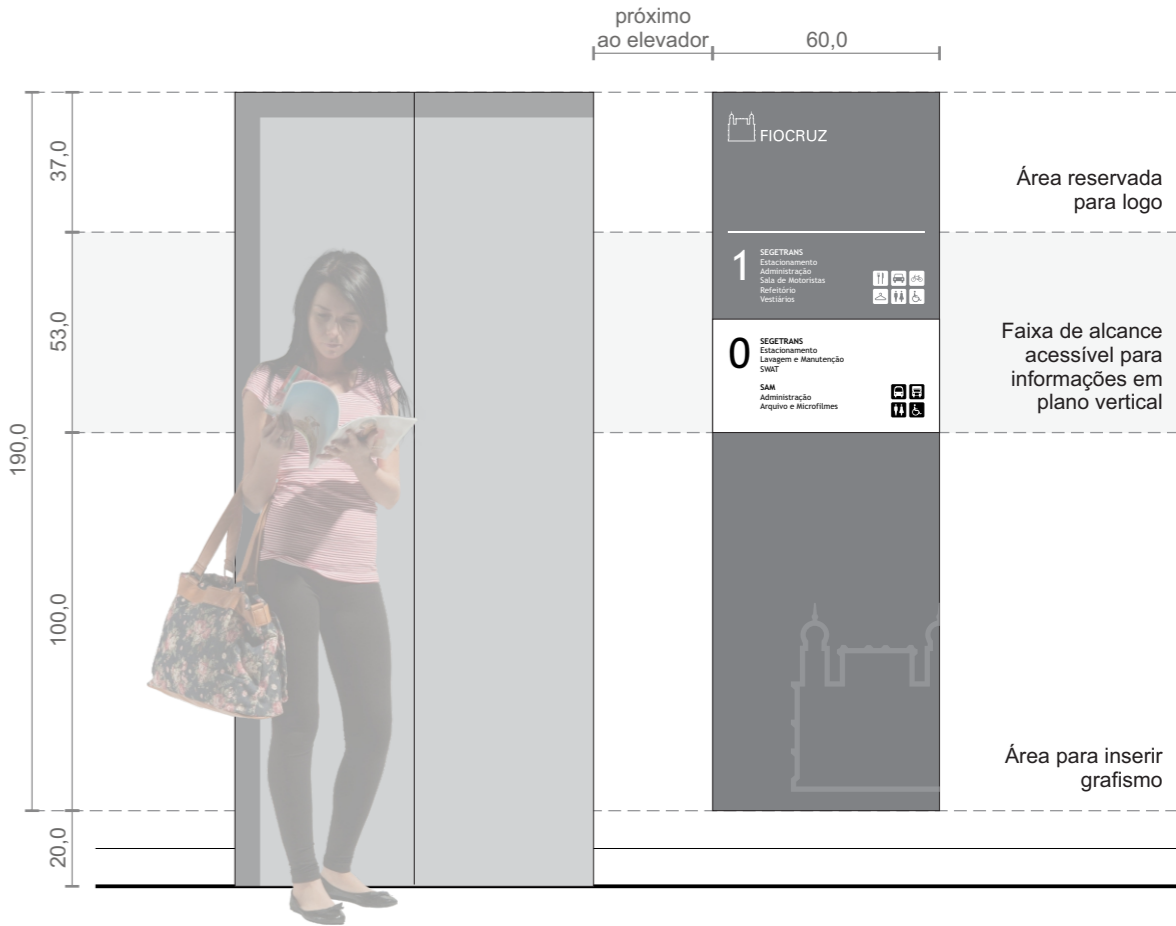 próximo
ao elevador
60,0
37,0
53,0
190,0
100,0
20,0
FIOCRUZ
Área reservada
para logo
1
SEGETRANS
Estacionamento
Administração
Sala de Motoristas
Refeitório
Vestiários
Faixa de alcance
acessível para
informações em
plano vertical
0
SEGETRANS
Estacionamento
Lavagem e Manutenção
SWAT
SAM
Administração
Arquivo e Microfilmes
Área para inserir
grafismo